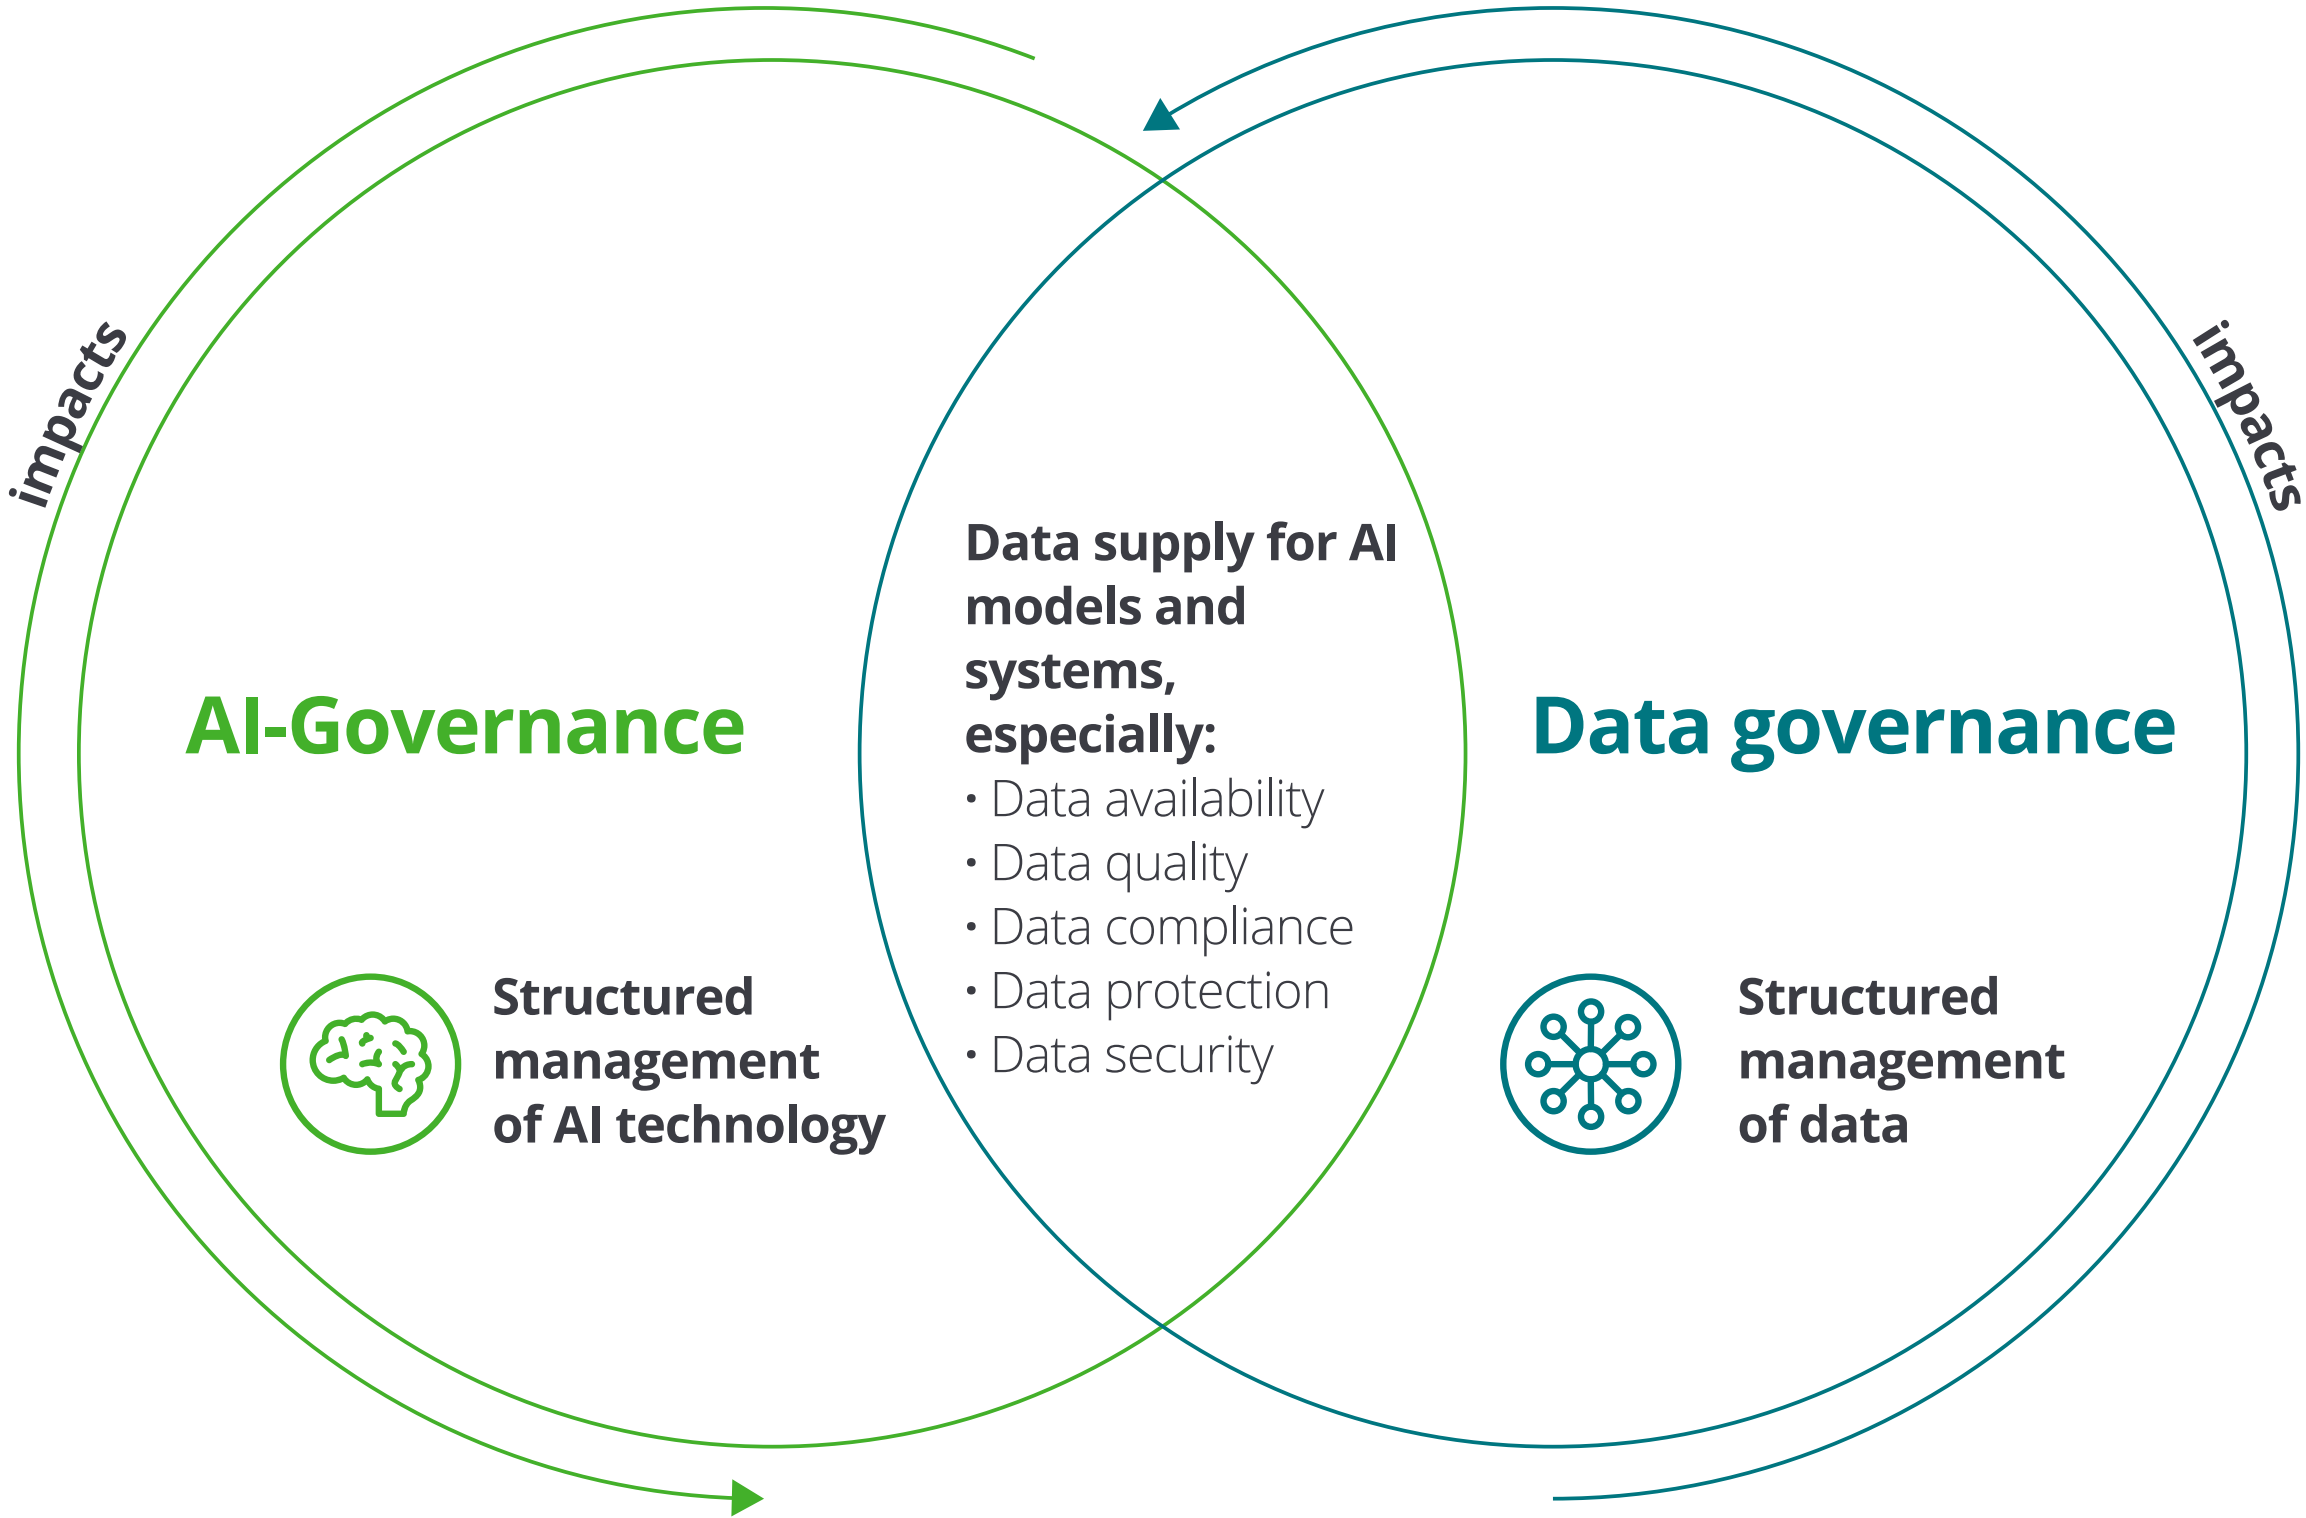 impacts
impacts
AI-Governance
Structured
management
of AI technology
Data supply for AI
models and
systems,
especially:
• Data availability
• Data quality
• Data compliance
• Data protection
• Data security
Data governance
Structured
management
of data